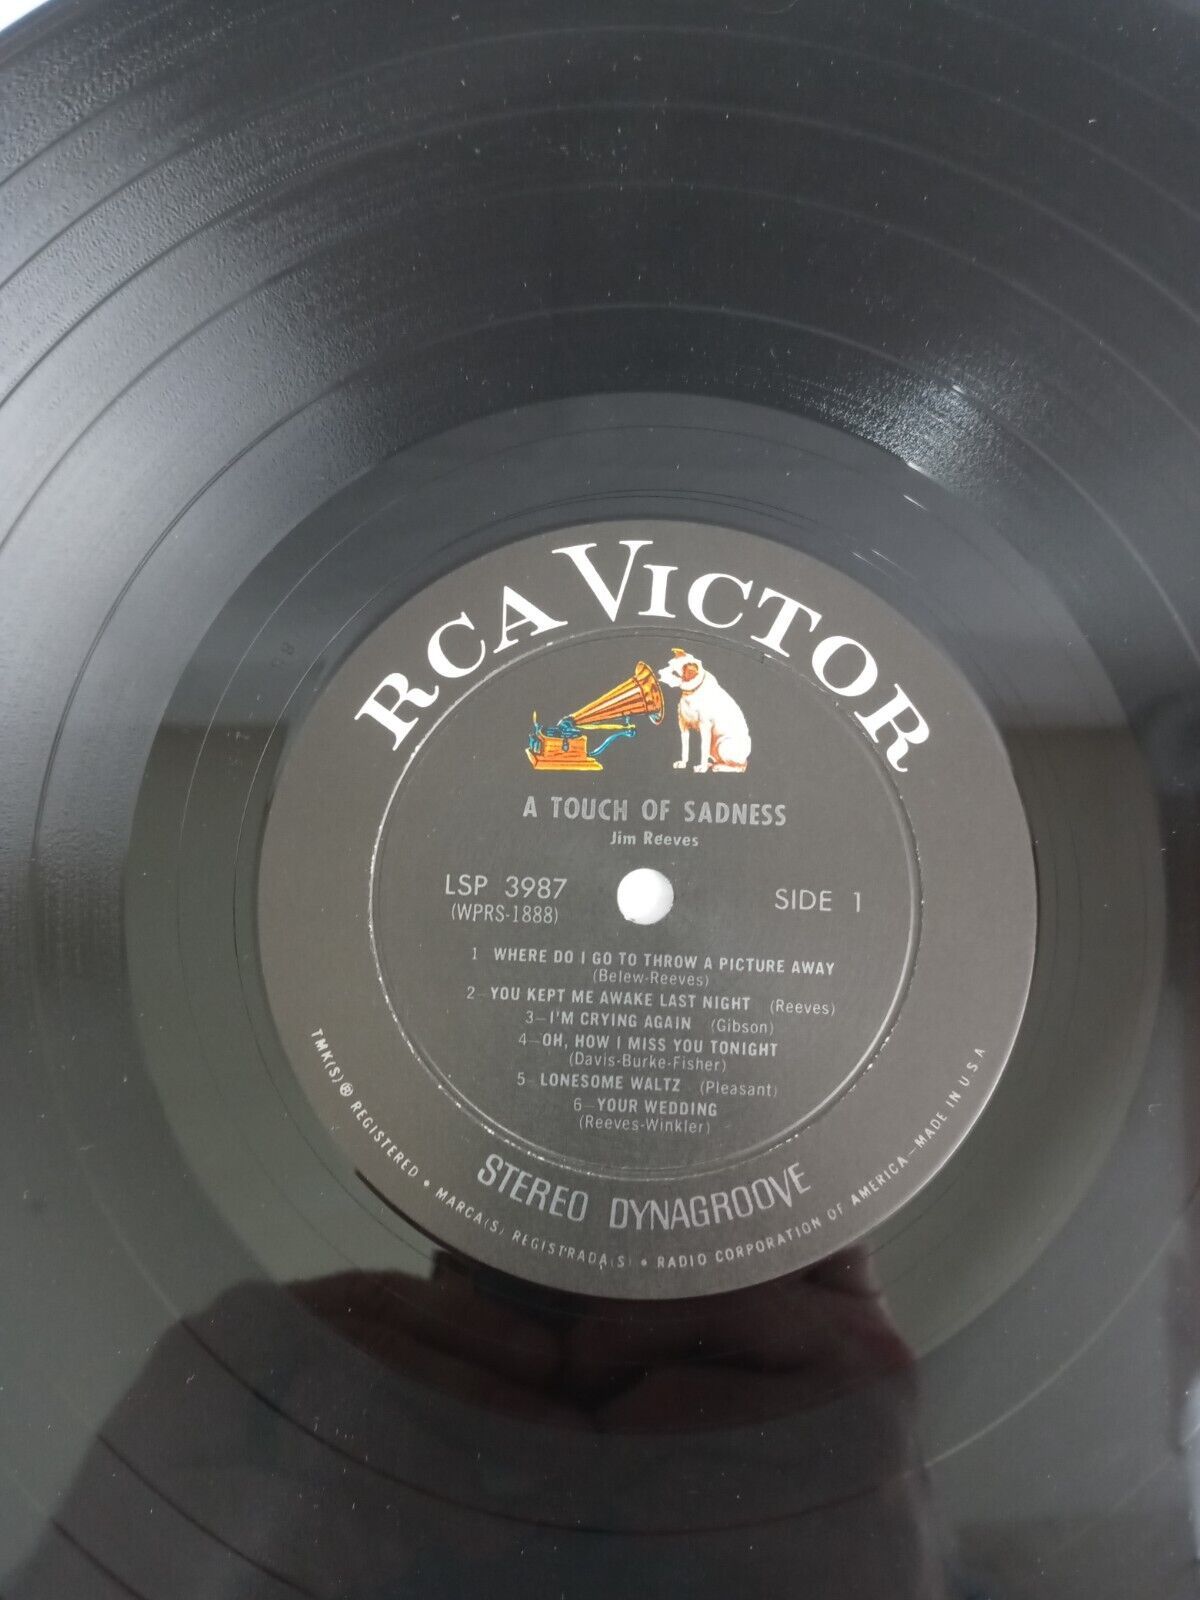 RCA VICTOR
A TOUCH OF SADNESS
Jim Reeves
LSP 3987
(WPRS-1888)
SIDE 1
1 WHERE DO I GO TO THROW A PICTURE AWAY
(Belew-Reeves)
2-YOU KEPT ME AWAKE LAST NIGHT (Reeves)
3-I'M CRYING AGAIN (Gibson)
4-OH, HOW I MISS YOU TONIGHT
(Davis-Burke-Fisher)
5-LONESOME WALTZ (Pleasant)
6-YOUR WEDDING
(Reeves-Winkler)
STEREO DYNAGROOVE
TMK(S) ® REGISTERED • MARCA(S) REGISTRADA(S) • RADIO CORPORATION OF AMERICA-MADE IN U.S.A